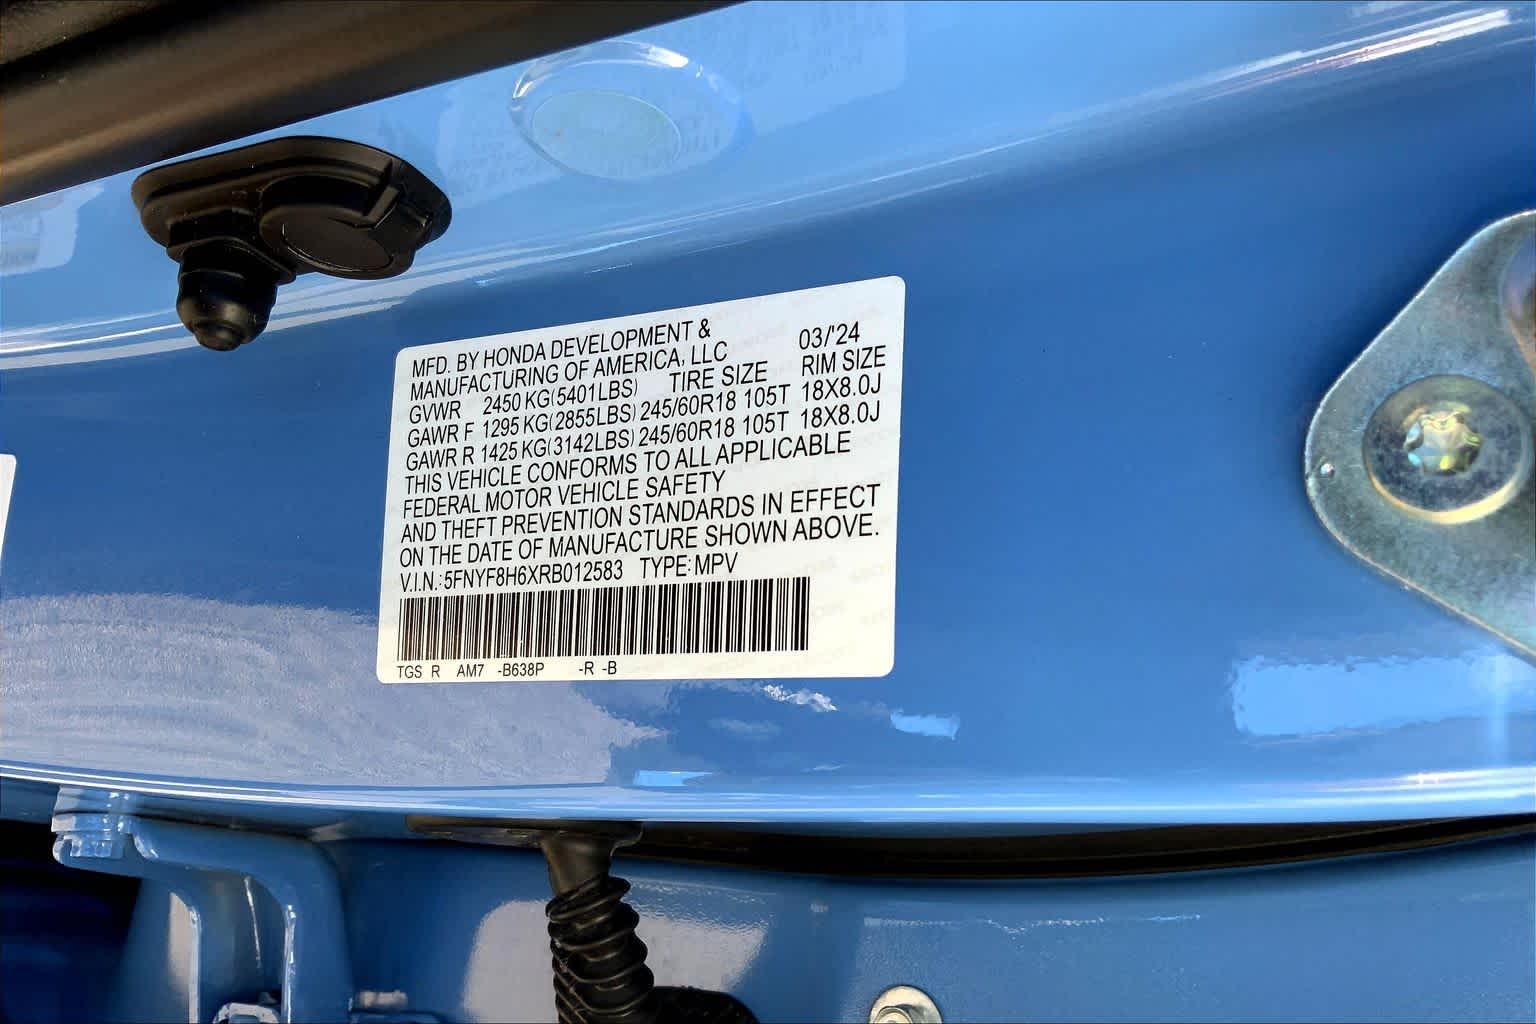 MFD. BY HONDA DEVELOPMENT & 03/'24
MANUFACTURING OF AMERICA, LLC
GVWR 2450 KG(5401LBS) TIRE SIZE RIM SIZE
GAWR F 1295 KG(2855LBS) 245/60R18 105T 18X8.0J
GAWR R 1425 KG(3142LBS) 245/60R18 105T 18X8.0J
THIS VEHICLE CONFORMS TO ALL APPLICABLE
FEDERAL MOTOR VEHICLE SAFETY
AND THEFT PREVENTION STANDARDS IN EFFECT
ON THE DATE OF MANUFACTURE SHOWN ABOVE.
V.I.N.:5FNYF8H6XRB012583 TYPE:MPV
TGS R AM7 -B638P -R -B